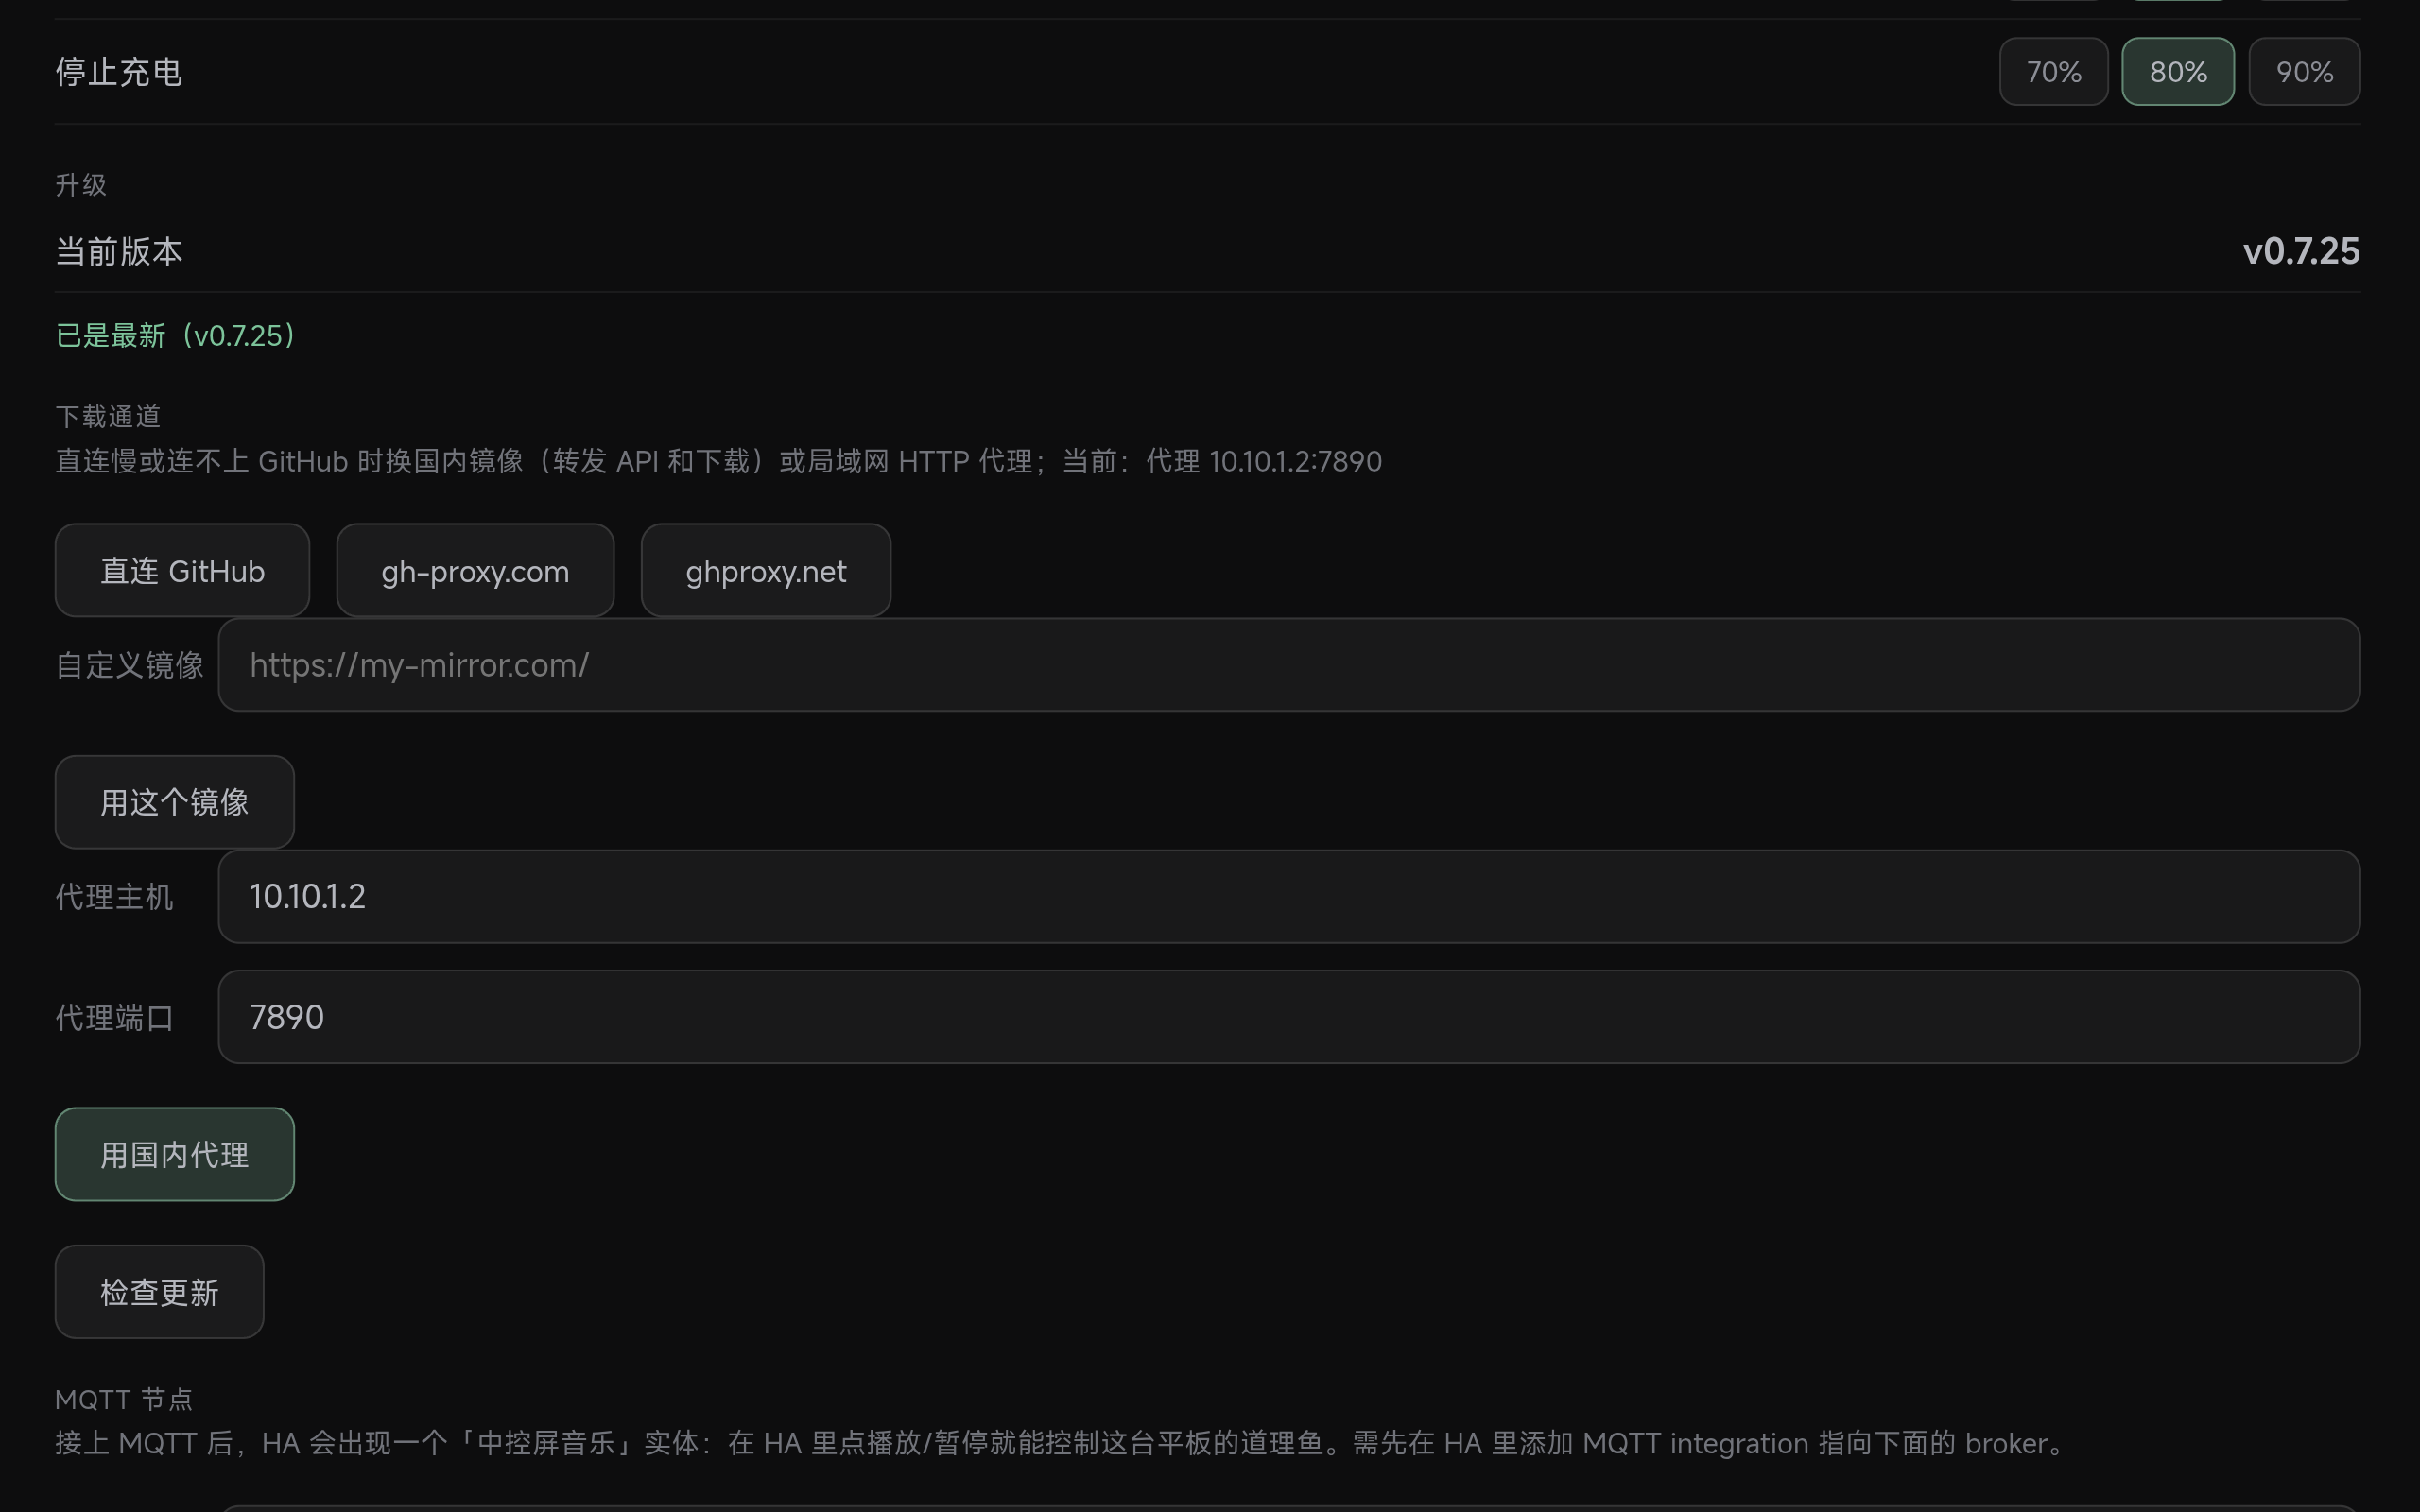 停止充电 70% 80% 90%
升级
当前版本 v0.7.25
已是最新（v0.7.25）
下载通道
直连慢或连不上 GitHub 时换国内镜像（转发 API 和下载）或局域网 HTTP 代理；当前：代理 10.10.1.2:7890
直连 GitHub gh-proxy.com ghproxy.net
自定义镜像 https://my-mirror.com/
用这个镜像
代理主机 10.10.1.2
代理端口 7890
用国内代理
检查更新
MQTT 节点
接上 MQTT 后，HA 会出现一个「中控屏音乐」实体：在 HA 里点播放/暂停就能控制这台平板的道理鱼。需先在 HA 里添加 MQTT integration 指向下面的 broker。